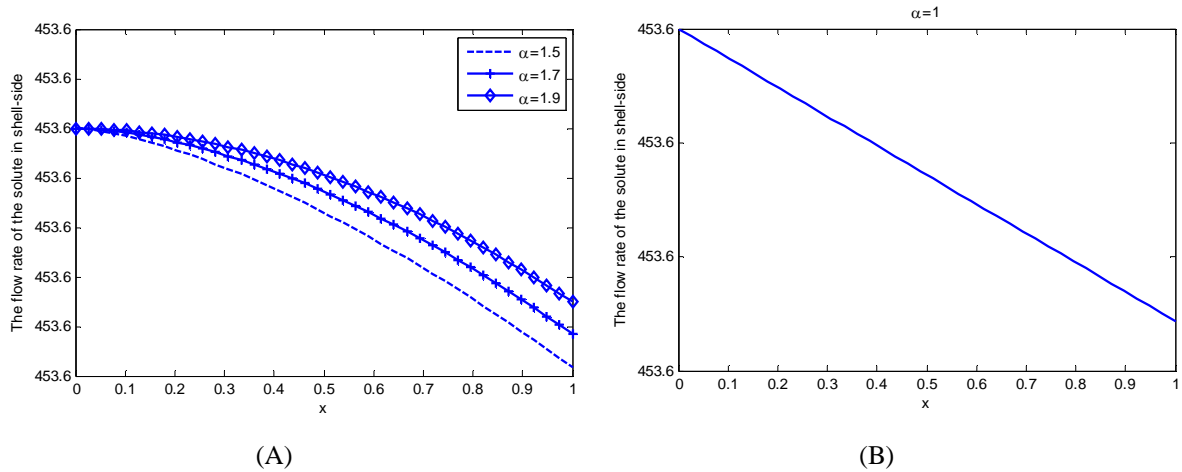 α=1
453.6
453.6
453.6
453.6
453.6
453.6
The flow rate of the solute in shell-side
α=1.5
α=1.7
α=1.9
0 0.1 0.2 0.3 0.4 0.5 0.6 0.7 0.8 0.9 1
x
(A)
453.6
453.6
453.6
453.6
The flow rate of the solute in shell-side
0 0.1 0.2 0.3 0.4 0.5 0.6 0.7 0.8 0.9 1
x
(B)